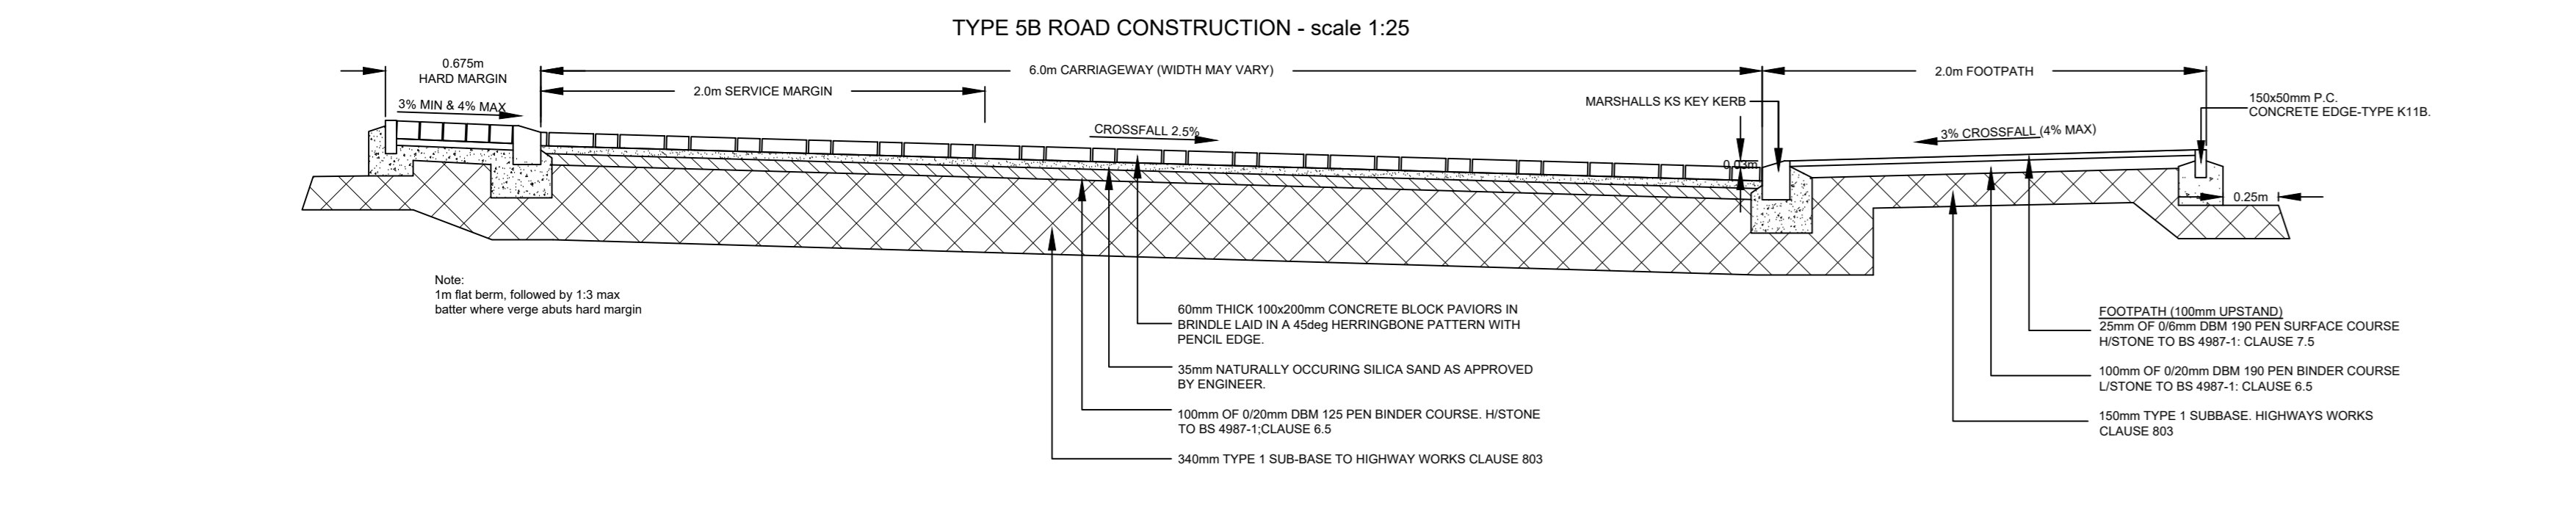 TYPE 5B ROAD CONSTRUCTION - scale 1:25
0.675m
HARD MARGIN
6.0m CARRIAGEWAY (WIDTH MAY VARY)
2.0m FOOTPATH
2.0m SERVICE MARGIN
3% MIN & 4% MAX
MARSHALLS KS KEY KERB
150x50mm P.C.
CONCRETE EDGE-TYPE K11B.
CROSSFALL 2.5%
3% CROSSFALL (4% MAX)
0.03m
0.25m
Note:
1m flat berm, followed by 1:3 max
batter where verge abuts hard margin
60mm THICK 100x200mm CONCRETE BLOCK PAVIORS IN
BRINDLE LAID IN A 45deg HERRINGBONE PATTERN WITH
PENCIL EDGE.
35mm NATURALLY OCCURING SILICA SAND AS APPROVED
BY ENGINEER.
100mm OF 0/20mm DBM 125 PEN BINDER COURSE. H/STONE
TO BS 4987-1;CLAUSE 6.5
340mm TYPE 1 SUB-BASE TO HIGHWAY WORKS CLAUSE 803
FOOTPATH (100mm UPSTAND)
25mm OF 0/6mm DBM 190 PEN SURFACE COURSE
H/STONE TO BS 4987-1: CLAUSE 7.5
100mm OF 0/20mm DBM 190 PEN BINDER COURSE
L/STONE TO BS 4987-1: CLAUSE 6.5
150mm TYPE 1 SUBBASE. HIGHWAYS WORKS
CLAUSE 803